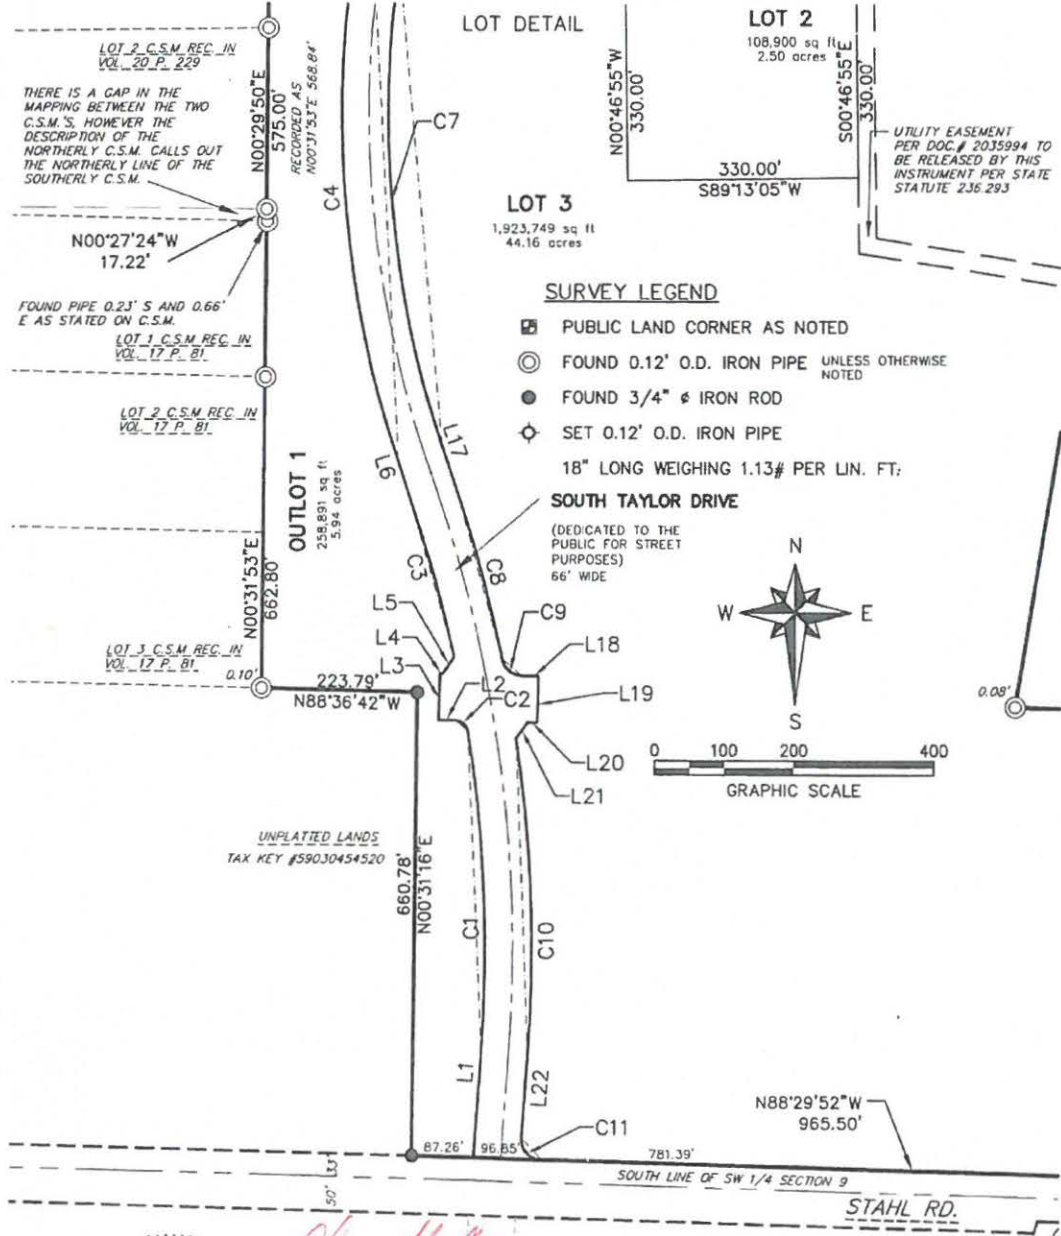 LOT DETAIL
LOT 2
108,900 sq ft
2.50 acres
N00°46'55"W
330.00'
S00°46'55"E
330.00'
330.00'
S89°13'05"W
UTILITY EASEMENT
PER DOC.# 2035994 TO
BE RELEASED BY THIS
INSTRUMENT PER STATE
STATUTE 236.293
LOT 2 C.S.M REC. IN
VOL. 20 P. 229
THERE IS A GAP IN THE
MAPPING BETWEEN THE TWO
C.S.M.'S, HOWEVER THE
DESCRIPTION OF THE
NORTHERLY C.S.M. CALLS OUT
THE NORTHERLY LINE OF THE
SOUTHERLY C.S.M.
N00°29'50"E
575.00'
RECORDED AS
N00°31'53"E 568.84'
C4
C7
LOT 3
1,923,749 sq ft
44.16 acres
N00°27'24"W
17.22'
FOUND PIPE 0.23' S AND 0.66'
E AS STATED ON C.S.M.
LOT 1 C.S.M REC. IN
VOL. 17 P. 81
LOT 2 C.S.M REC. IN
VOL. 17 P. 81
SURVEY LEGEND
PUBLIC LAND CORNER AS NOTED
FOUND 0.12' O.D. IRON PIPE UNLESS OTHERWISE
NOTED
FOUND 3/4" ø IRON ROD
SET 0.12' O.D. IRON PIPE
18" LONG WEIGHING 1.13# PER LIN. FT.
L17
L6
OUTLOT 1
258,891 sq ft
5.94 acres
SOUTH TAYLOR DRIVE
(DEDICATED TO THE
PUBLIC FOR STREET
PURPOSES)
66' WIDE
N00°31'53"E
662.80'
C3
C8
L5
L4
L3
C9
L18
N
W
E
S
LOT 3 C.S.M REC. IN
VOL. 17 P. 81
0.10'
223.79'
N88°36'42"W
L2
C2
L19
L20
L21
0.08'
0 100 200 400
GRAPHIC SCALE
UNPLATTED LANDS
TAX KEY #59030454520
660.78'
N00°31'16"E
C1
C10
L1
L22
C11
N88°29'52"W
965.50'
87.26'
96.85'
781.39'
SOUTH LINE OF SW 1/4 SECTION 9
33'
50'
STAHL RD.